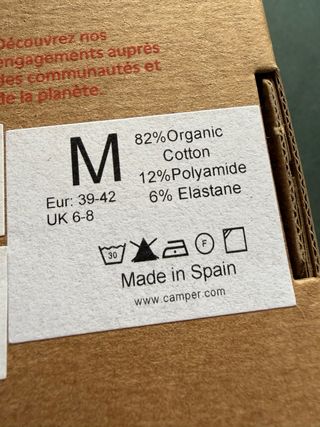 Découvrez nos
engagements auprès
des communautés et
de la planète.
M
82%Organic
Cotton
12%Polyamide
6% Elastane
Eur: 39-42
UK 6-8
30
F
Made in Spain
www.camper.com